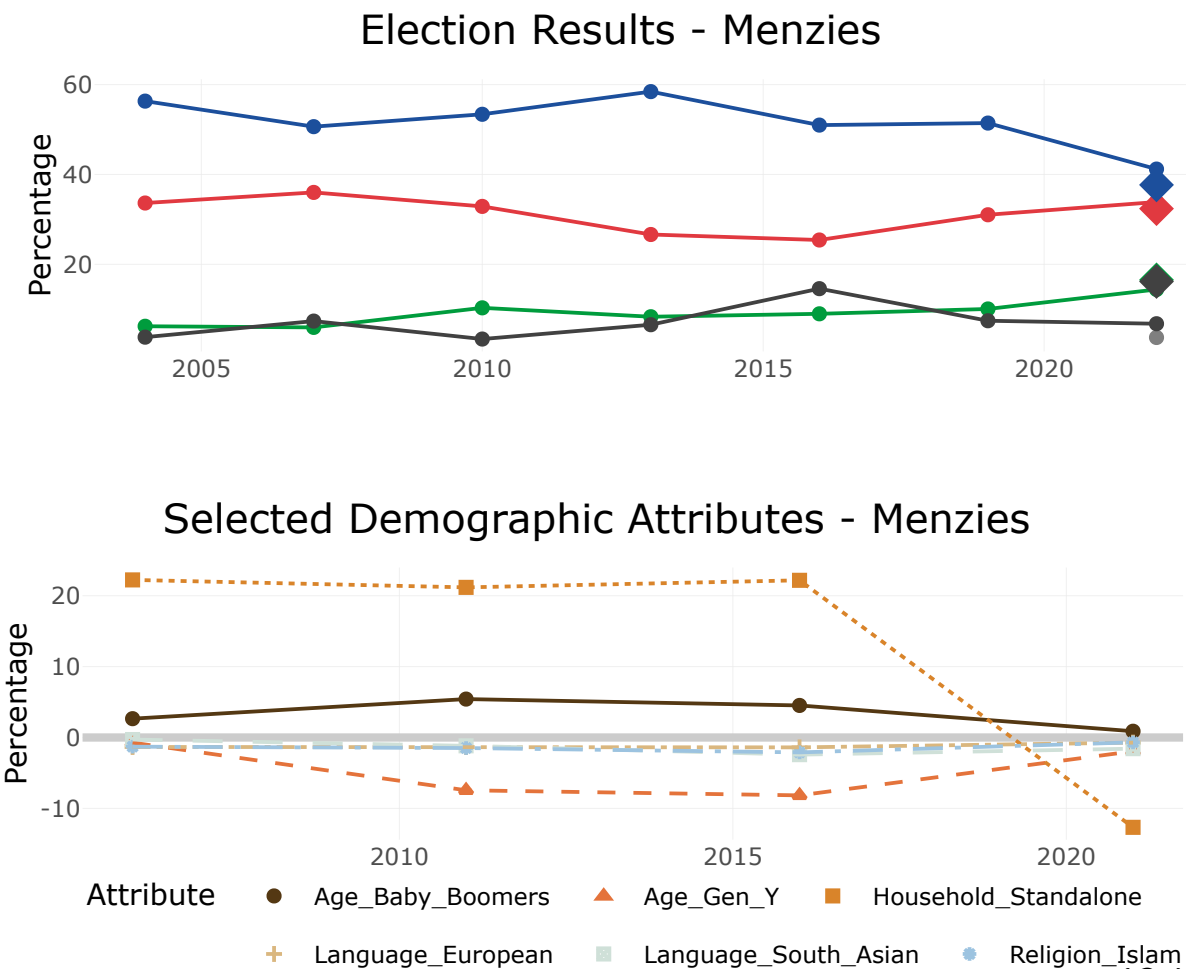 Election Results - Menzies
60
40
20
Percentage
2005 2010 2015 2020
Selected Demographic Attributes - Menzies
20
10
0
-10
Percentage
2010 2015 2020
Attribute Age_Baby_Boomers Age_Gen_Y Household_Standalone
Language_European Language_South_Asian Religion_Islam